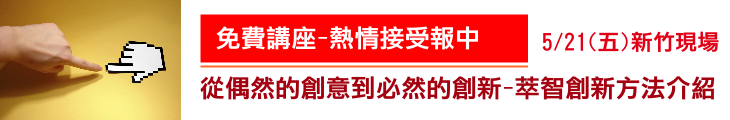 免費講座-熱情接受報中
5/21(五)新竹現場
從偶然的創意到必然的創新-萃智創新方法介紹